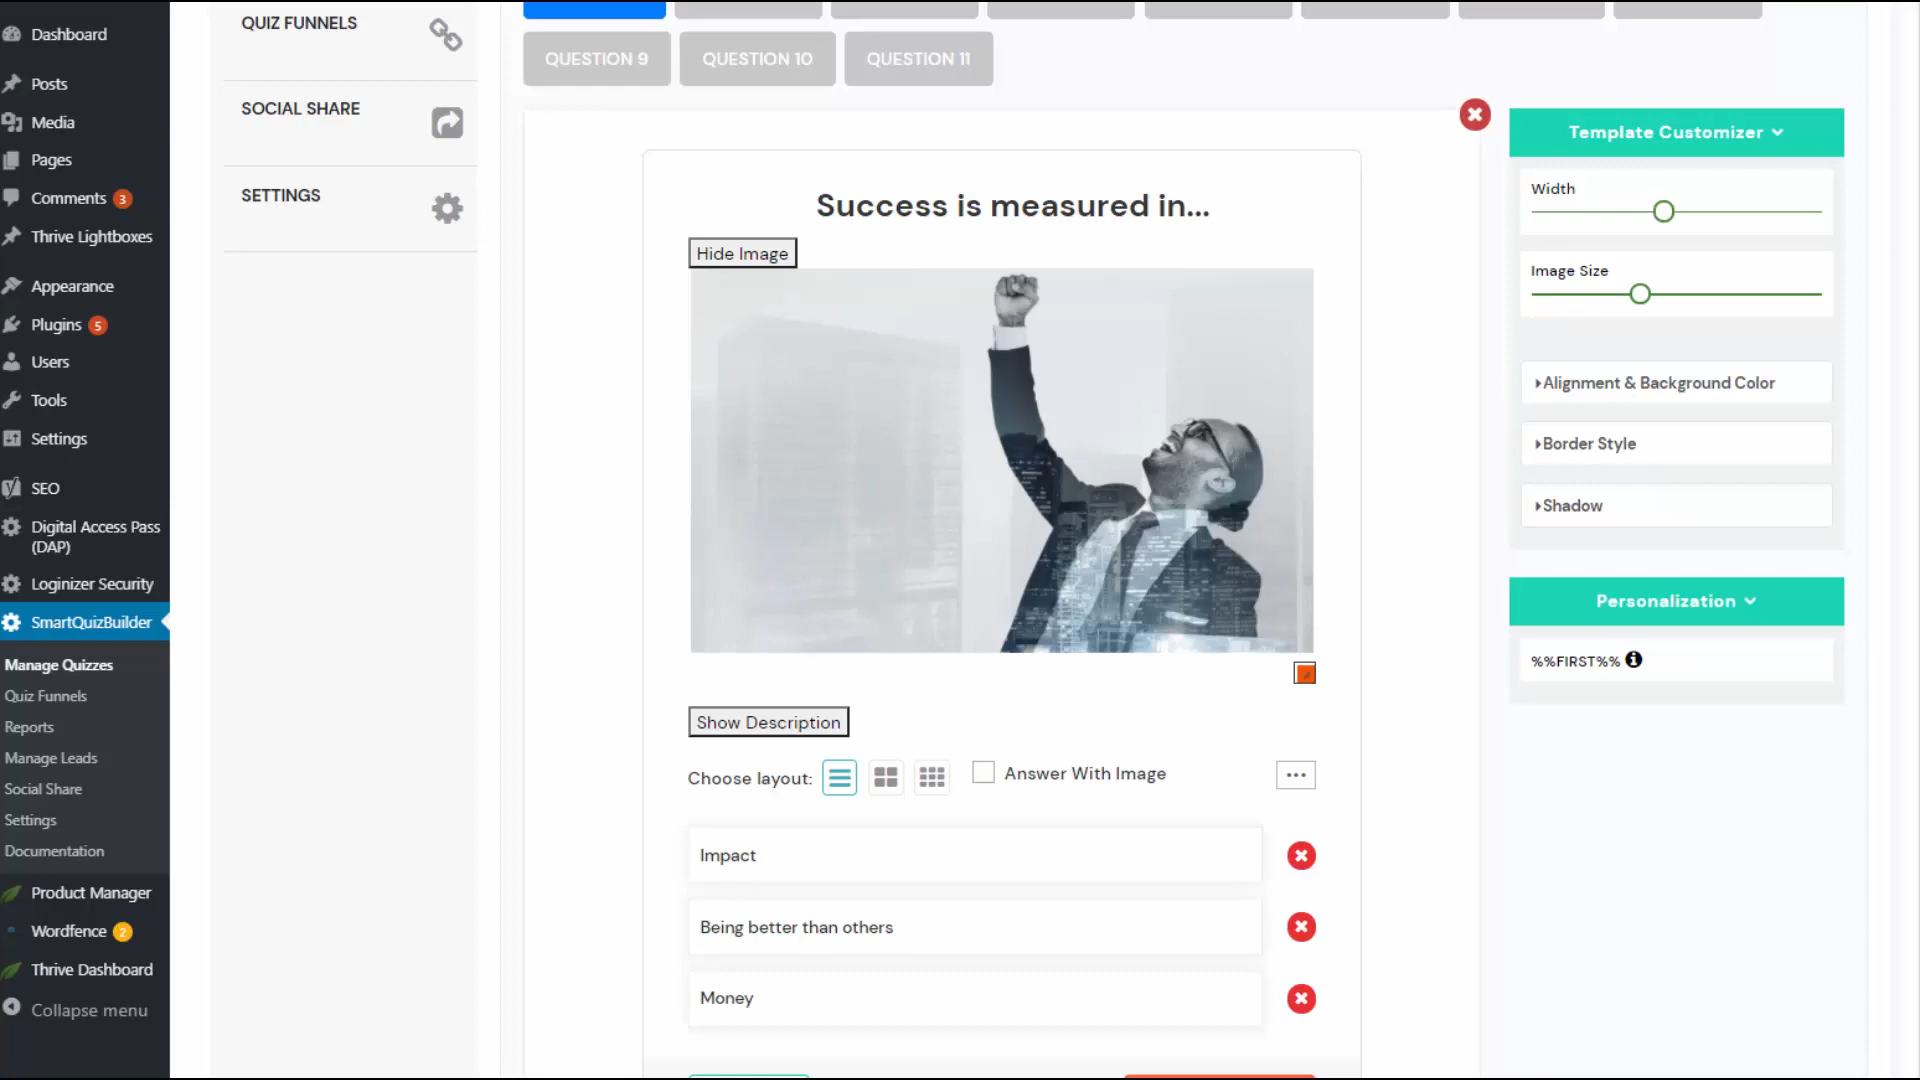 Dashboard
Posts
Media
Pages
Comments 3
Thrive Lightboxes
Appearance
Plugins 5
Users
Tools
Settings
SEO
Digital Access Pass
(DAP)
Loginizer Security
SmartQuizBuilder
Manage Quizzes
Quiz Funnels
Reports
Manage Leads
Social Share
Settings
Documentation
Product Manager
Wordfence 2
Thrive Dashboard
Collapse menu
QUIZ FUNNELS
SOCIAL SHARE
SETTINGS
QUESTION 9
QUESTION 10
QUESTION 11
Success is measured in...
Hide Image
Show Description
Choose layout:
Answer With Image
Impact
Being better than others
Money
Template Customizer
Width
Image Size
Alignment & Background Color
Border Style
Shadow
Personalization
%%FIRST%%